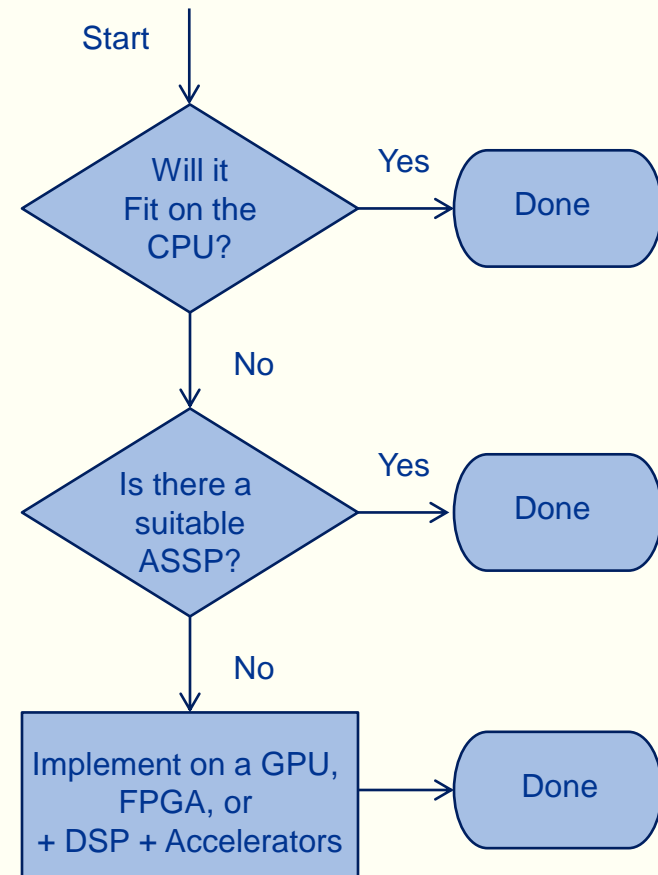 Start
Will it
Fit on the
CPU?
Yes
Done
No
Is there a
suitable
ASSP?
Yes
Done
No
Implement on a GPU,
FPGA, or
+ DSP + Accelerators
Done